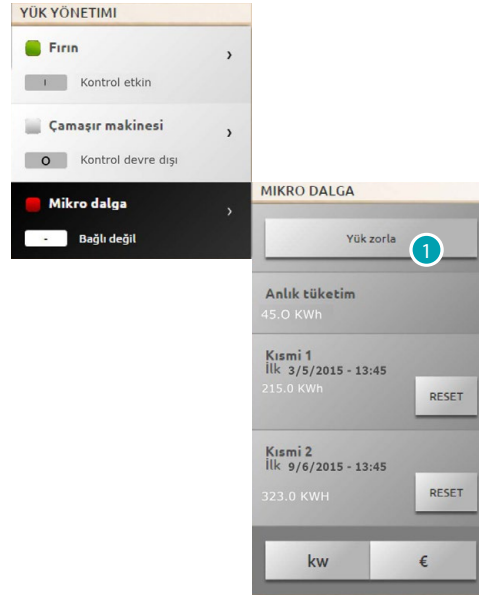 YÜK YÖNETIMI
Fırın
›
I
Kontrol etkin
Çamaşır makinesi
›
O
Kontrol devre dışı
Mikro dalga
›
-
Bağlı değil
MIKRO DALGA
Yük zorla
1
Anlık tüketim
45.0 KWh
Kısmi 1
İlk 3/5/2015 - 13:45
215.0 KWh
RESET
Kısmi 2
İlk 9/6/2015 - 13:45
323.0 KWH
RESET
kw
€